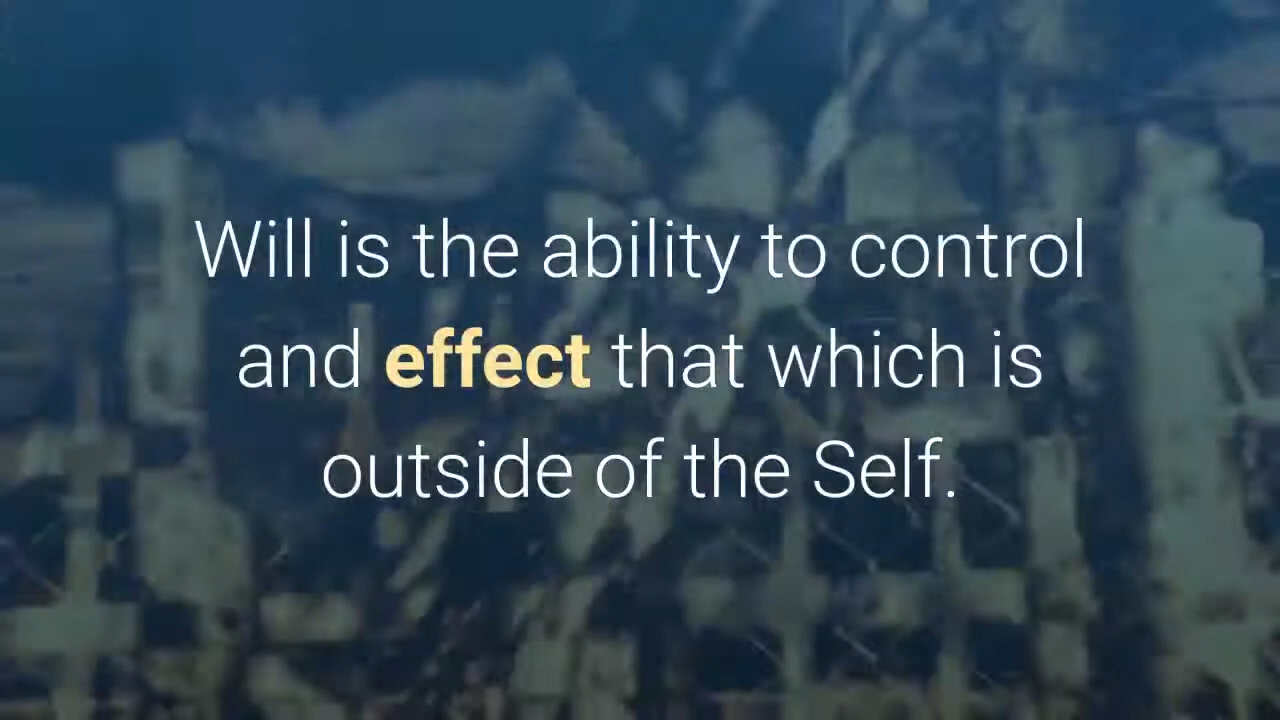 Will is the ability to control
and effect that which is
outside of the Self.